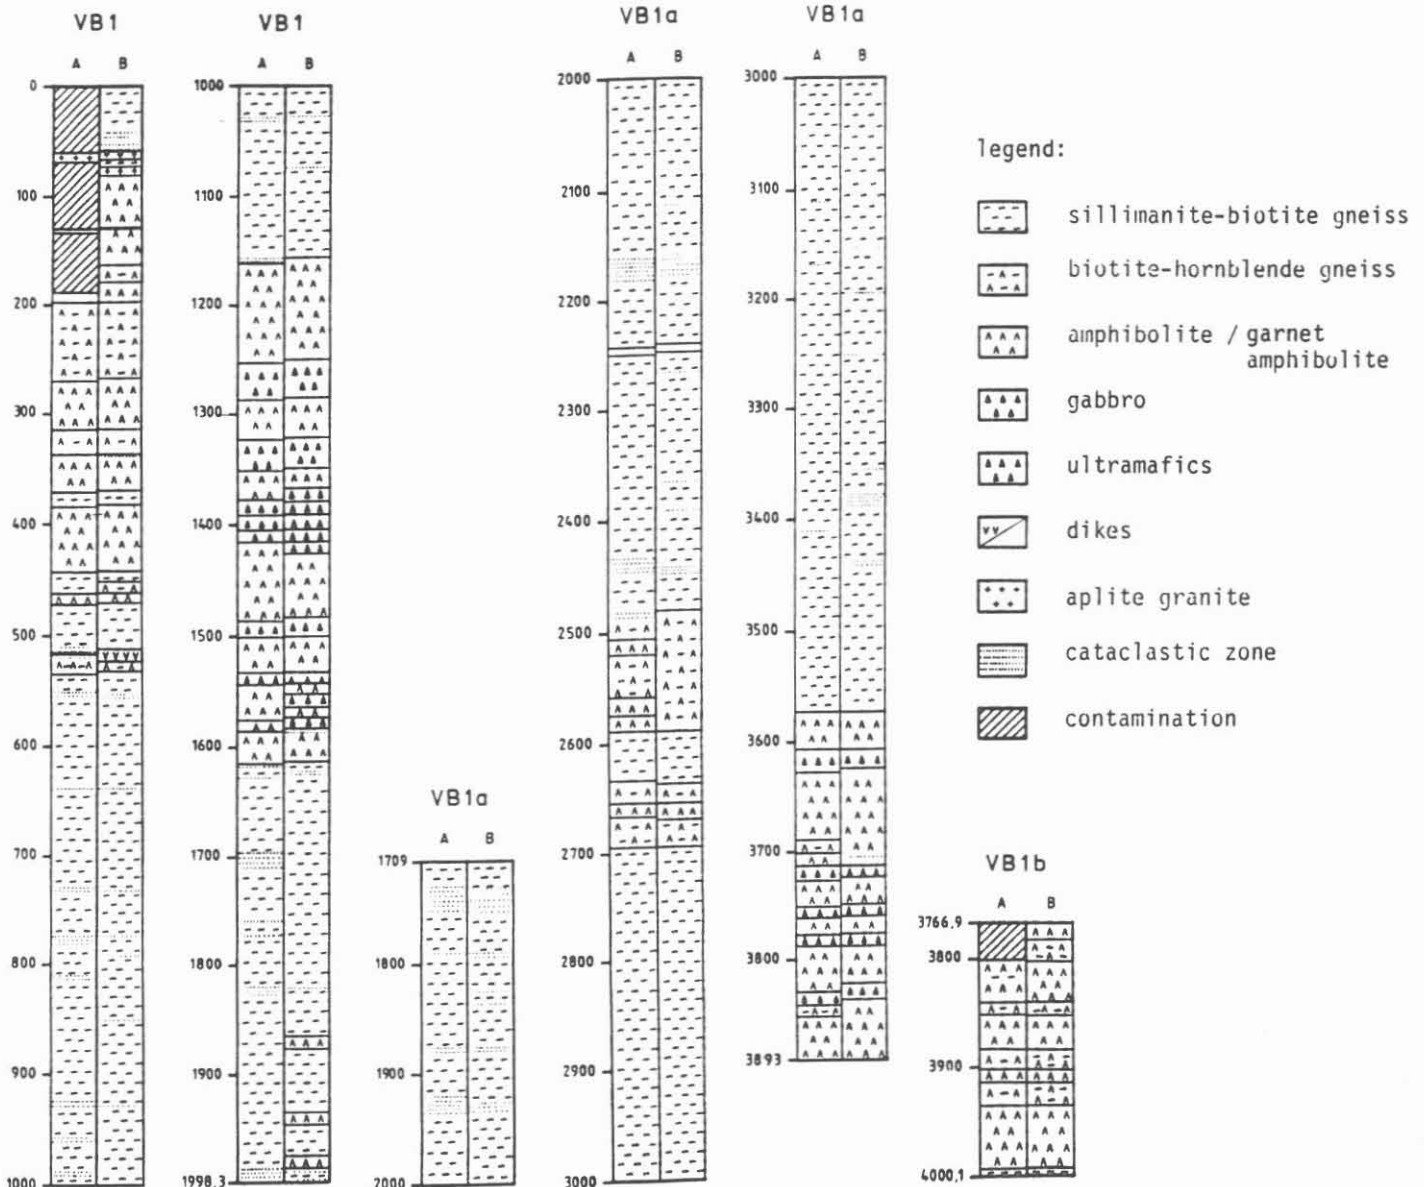 VB1
A B
0
100
200
300
400
500
600
700
800
900
1000
VB1
A B
1000
1100
1200
1300
1400
1500
1600
1700
1800
1900
1998,3
VB1a
A B
1709
1800
1900
2000
VB1a
A B
2000
2100
2200
2300
2400
2500
2600
2700
2800
2900
3000
VB1a
A B
3000
3100
3200
3300
3400
3500
3600
3700
3800
3893
VB1b
A B
3766,9
3800
3900
4000,1
legend:
sillimanite-biotite gneiss
biotite-hornblende gneiss
amphibolite / garnet
amphibolite
gabbro
ultramafics
dikes
aplite granite
cataclastic zone
contamination